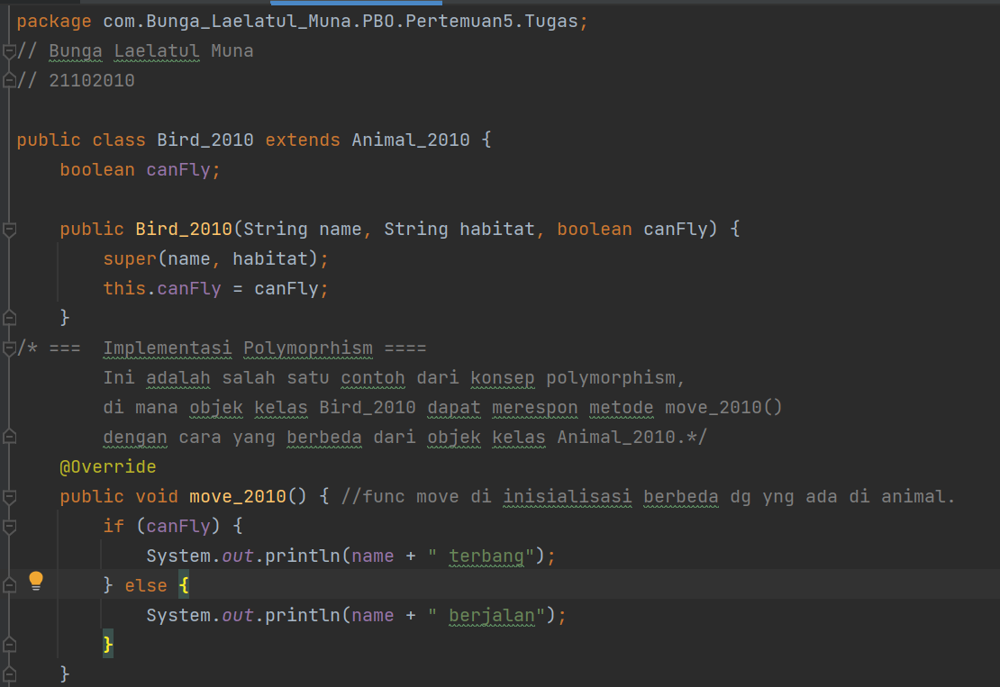 package com.Bunga_Laelatul_Muna.PBO.Pertemuan5.Tugas;
// Bunga Laelatul Muna
// 21102010
public class Bird_2010 extends Animal_2010 {
boolean canFly;
public Bird_2010(String name, String habitat, boolean canFly) {
super(name, habitat);
this.canFly = canFly;
}
/* ===  Implementasi Polymoprhism ====
Ini adalah salah satu contoh dari konsep polymorphism,
di mana objek kelas Bird_2010 dapat merespon metode move_2010()
dengan cara yang berbeda dari objek kelas Animal_2010.*/
@Override
public void move_2010() { //func move di inisialisasi berbeda dg yng ada di animal.
if (canFly) {
System.out.println(name + " terbang");
} else {
System.out.println(name + " berjalan");
}
}